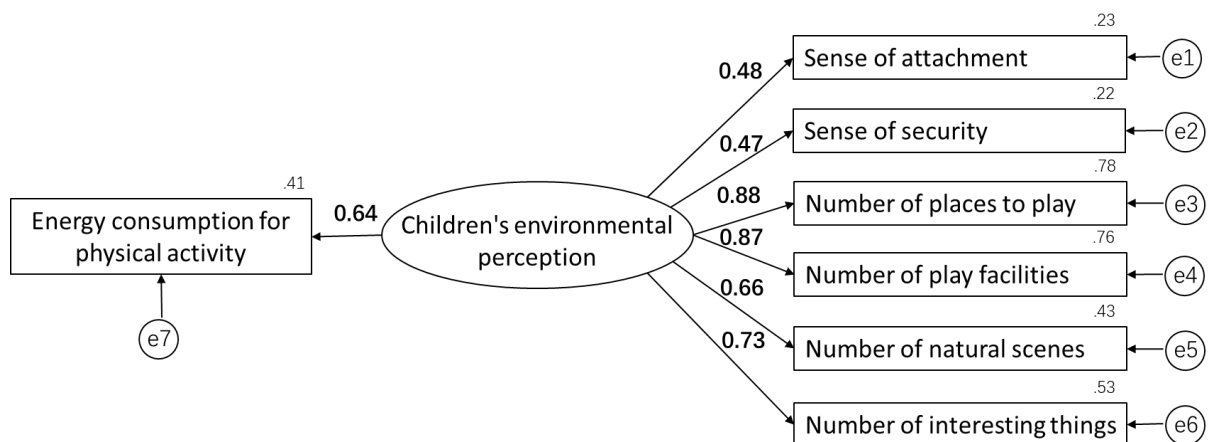 .23
0.48
Sense of attachment
e1
.22
0.47
Sense of security
e2
.78
0.88
Number of places to play
e3
.41
0.64
Energy consumption for
physical activity
e7
Children's environmental
perception
.76
0.87
Number of play facilities
e4
.43
0.66
Number of natural scenes
e5
.53
0.73
Number of interesting things
e6